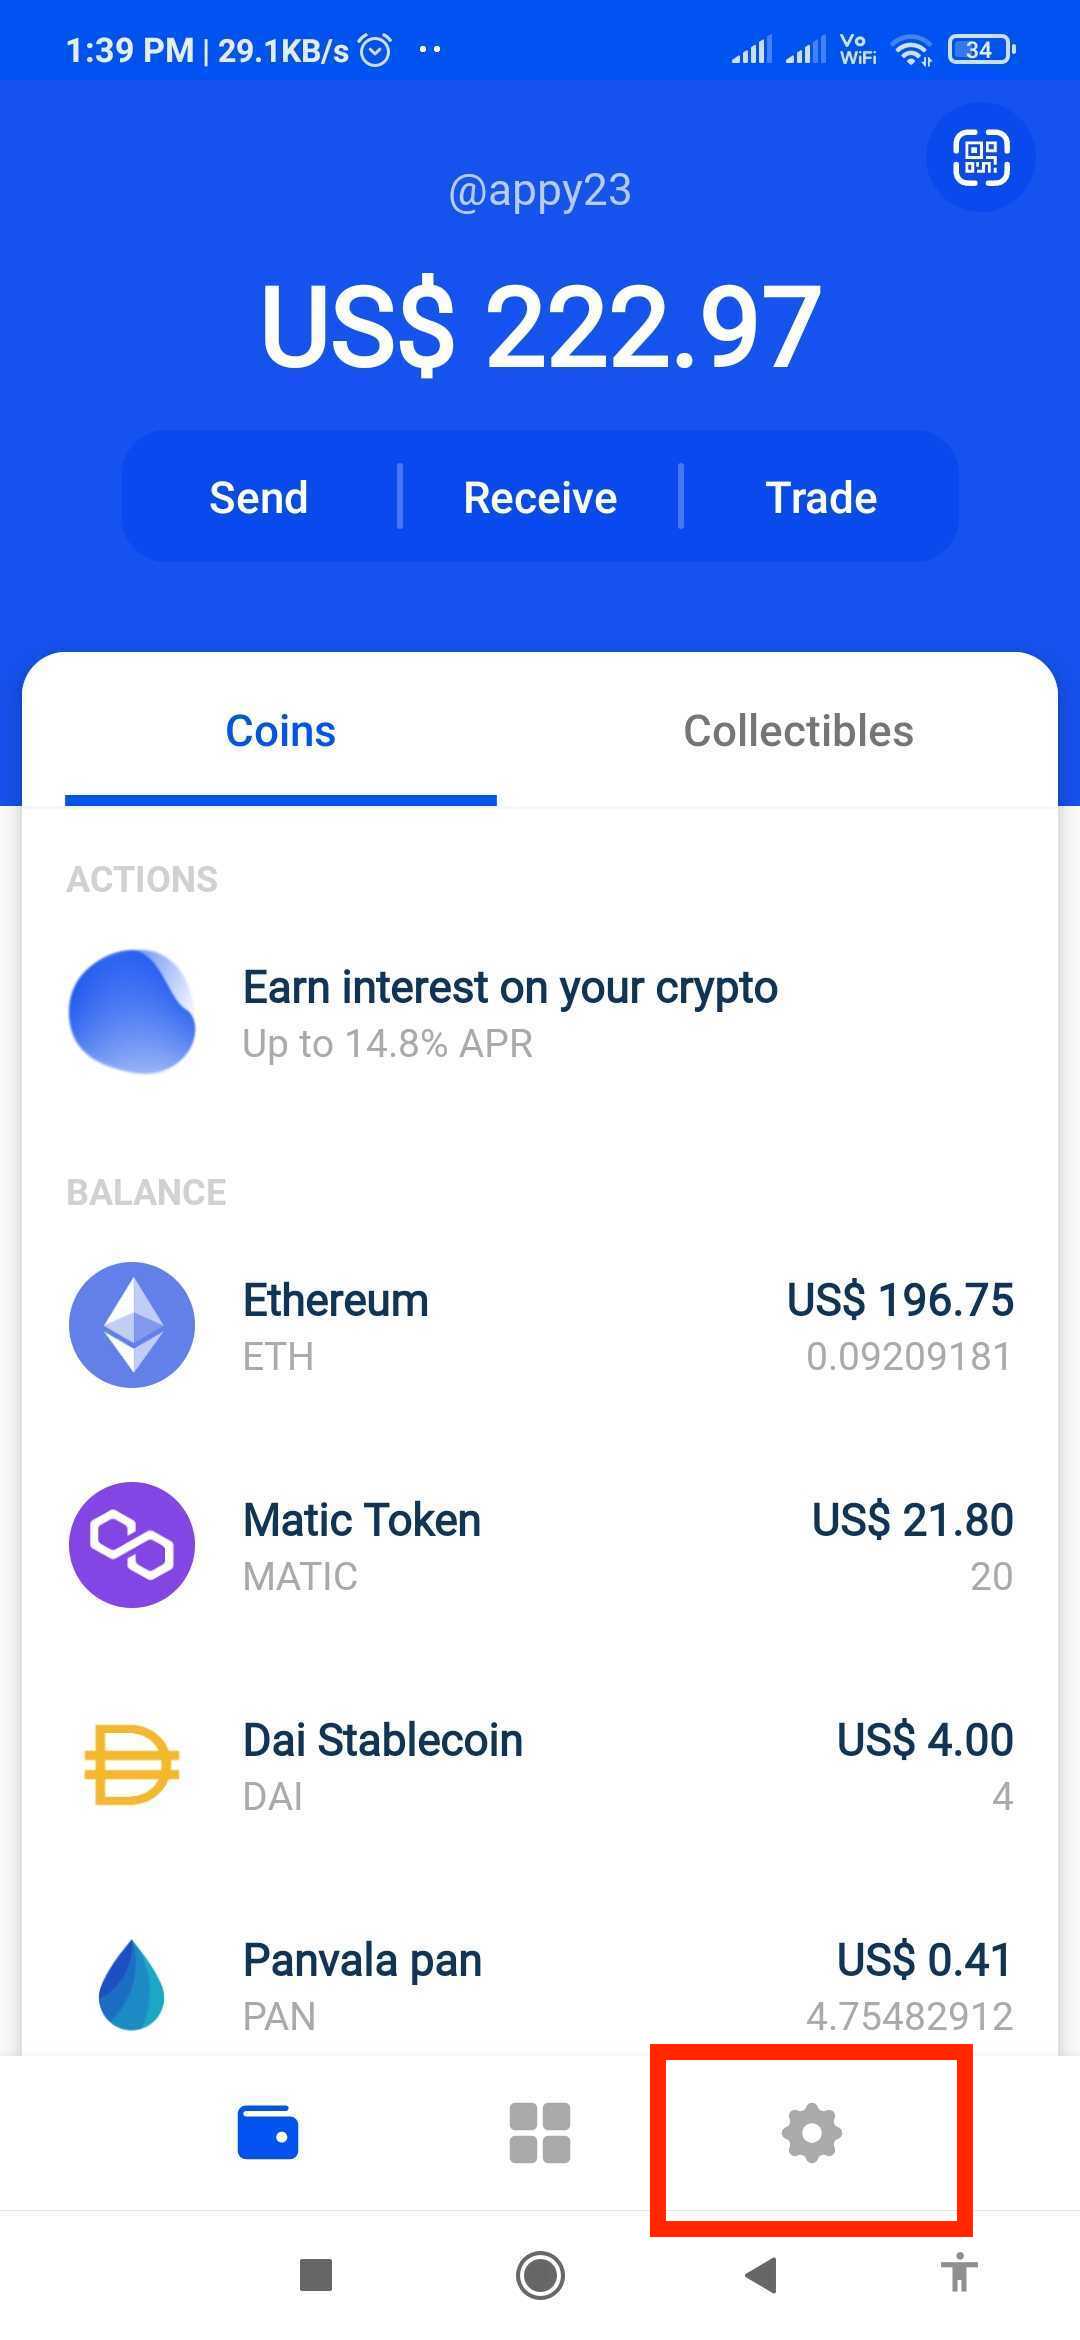 1:39 PM | 29.1KB/s
Vo
WiFi
34
@appy23
US$ 222.97
Send
Receive
Trade
Coins
Collectibles
ACTIONS
Earn interest on your crypto
Up to 14.8% APR
BALANCE
Ethereum
US$ 196.75
ETH
0.09209181
Matic Token
US$ 21.80
MATIC
20
Dai Stablecoin
US$ 4.00
DAI
4
Panvala pan
US$ 0.41
PAN
4.75482912